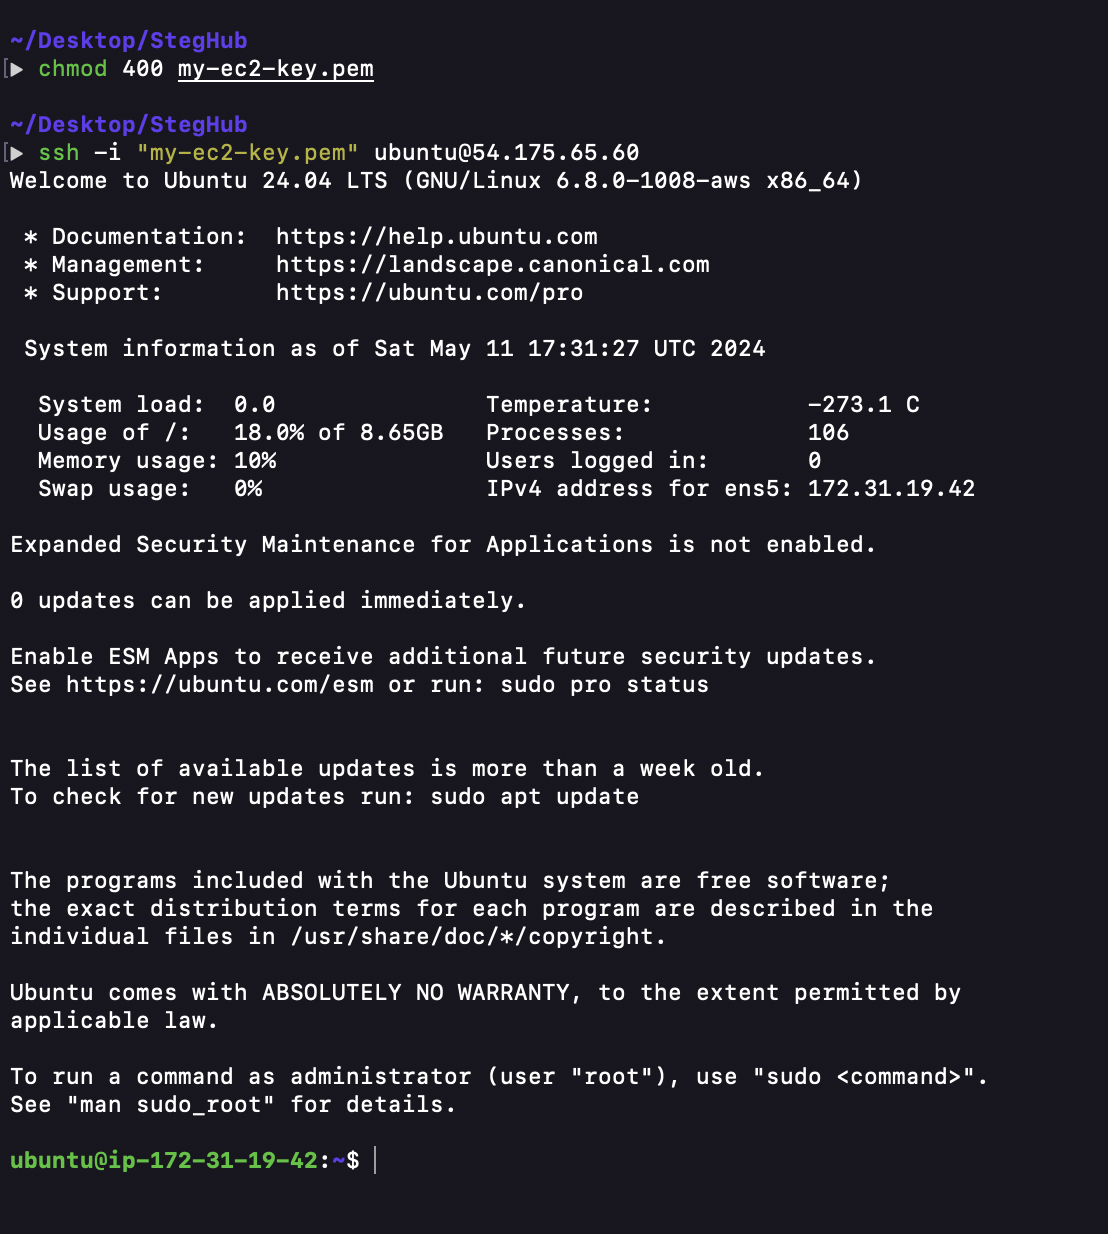 ~/Desktop/StegHub
[▶ chmod 400 my-ec2-key.pem
~/Desktop/StegHub
[▶ ssh -i "my-ec2-key.pem" ubuntu@54.175.65.60
Welcome to Ubuntu 24.04 LTS (GNU/Linux 6.8.0-1008-aws x86_64)
* Documentation:  https://help.ubuntu.com
* Management:     https://landscape.canonical.com
* Support:        https://ubuntu.com/pro
System information as of Sat May 11 17:31:27 UTC 2024
System load:  0.0               Temperature:           -273.1 C
Usage of /:   18.0% of 8.65GB   Processes:             106
Memory usage: 10%               Users logged in:       0
Swap usage:   0%                IPv4 address for ens5: 172.31.19.42
Expanded Security Maintenance for Applications is not enabled.
0 updates can be applied immediately.
Enable ESM Apps to receive additional future security updates.
See https://ubuntu.com/esm or run: sudo pro status
The list of available updates is more than a week old.
To check for new updates run: sudo apt update
The programs included with the Ubuntu system are free software;
the exact distribution terms for each program are described in the
individual files in /usr/share/doc/*/copyright.
Ubuntu comes with ABSOLUTELY NO WARRANTY, to the extent permitted by
applicable law.
To run a command as administrator (user "root"), use "sudo <command>".
See "man sudo_root" for details.
ubuntu@ip-172-31-19-42:~$